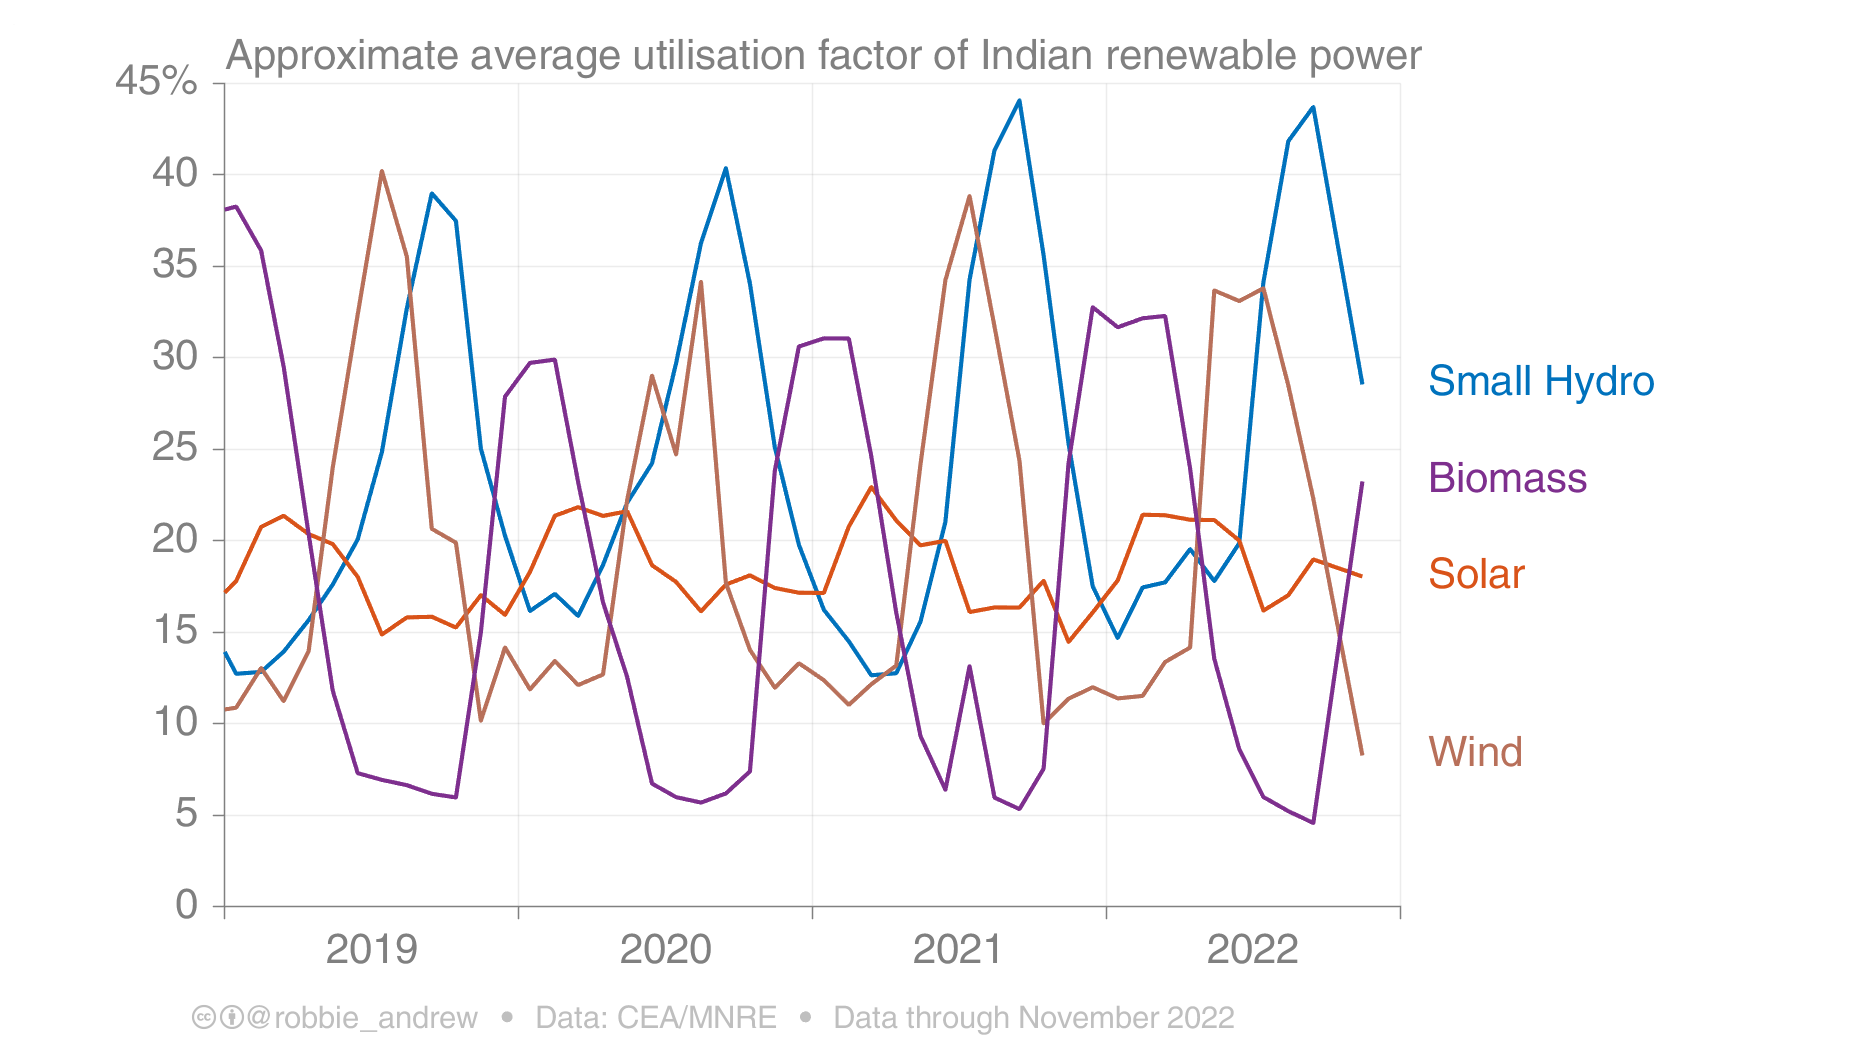 Approximate average utilisation factor of Indian renewable power
45%
40
35
30
25
20
15
10
5
0
Small Hydro
Biomass
Solar
Wind
2019 2020 2021 2022
@robbie_andrew • Data: CEA/MNRE • Data through November 2022